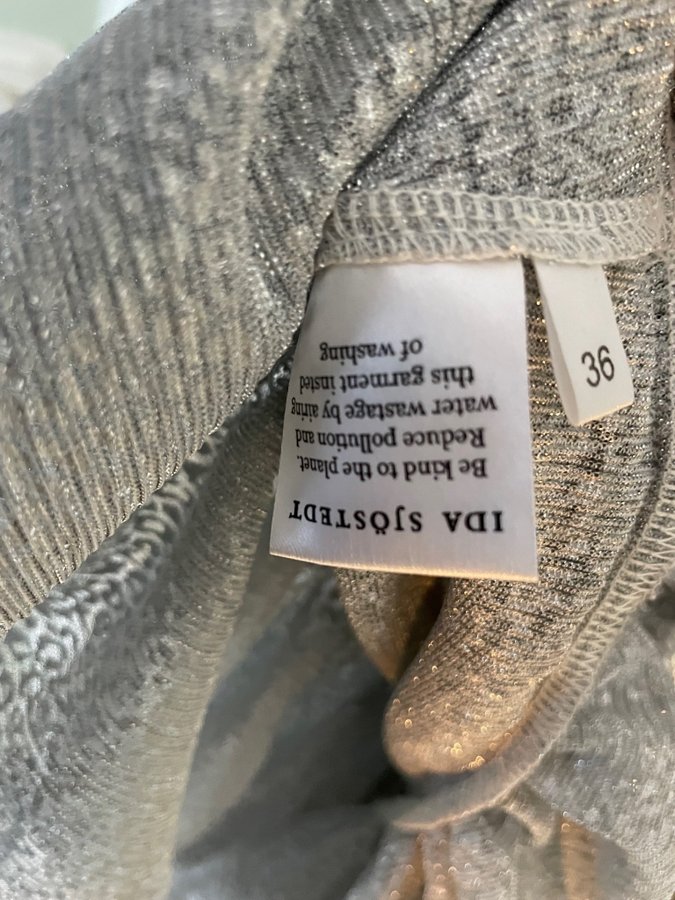 IDA SJÖSTEDT
Be kind to the planet.
Reduce pollution and
water wastage by airing
this garment insted
of washing
36